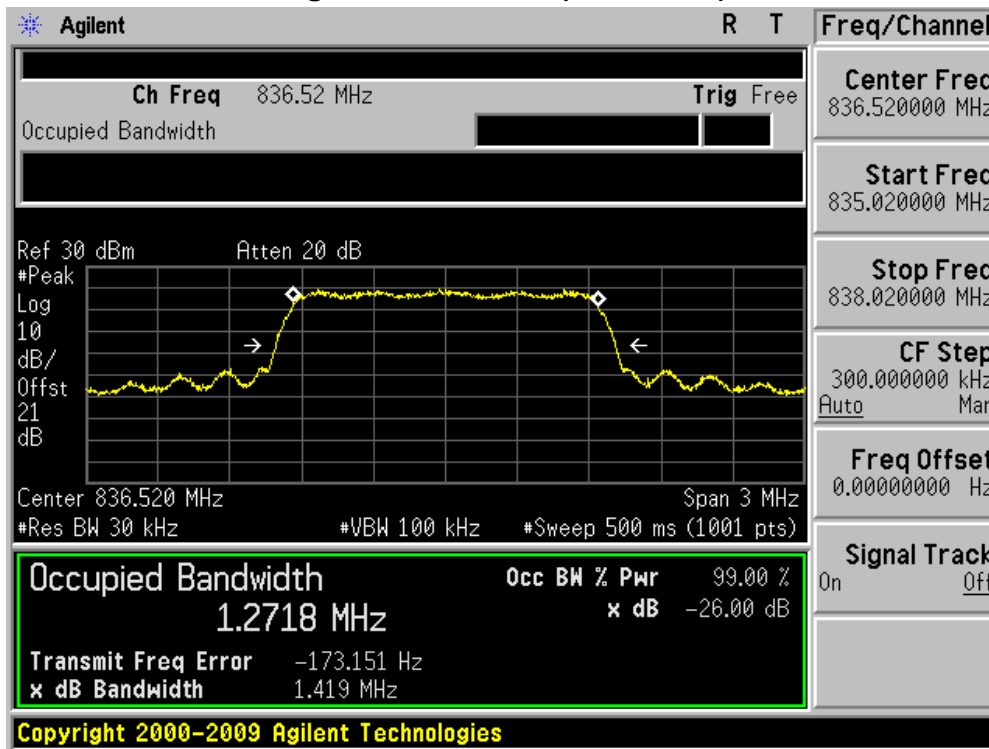 Agilent R T
Freq/Channel
Ch Freq 836.52 MHz Trig Free
Occupied Bandwidth
Center Freq
836.520000 MHz
Start Freq
835.020000 MHz
Stop Freq
838.020000 MHz
CF Step
300.000000 kHz
Auto Man
Freq Offset
0.00000000 Hz
Signal Track
On Off
Ref 30 dBm Atten 20 dB
#Peak
Log
10
dB/
Offst
21
dB
Center 836.520 MHz Span 3 MHz
#Res BW 30 kHz #VBW 100 kHz #Sweep 500 ms (1001 pts)
Occupied Bandwidth Occ BW % Pwr 99.00 %
1.2718 MHz x dB -26.00 dB
Transmit Freq Error -173.151 Hz
x dB Bandwidth 1.419 MHz
Copyright 2000-2009 Agilent Technologies